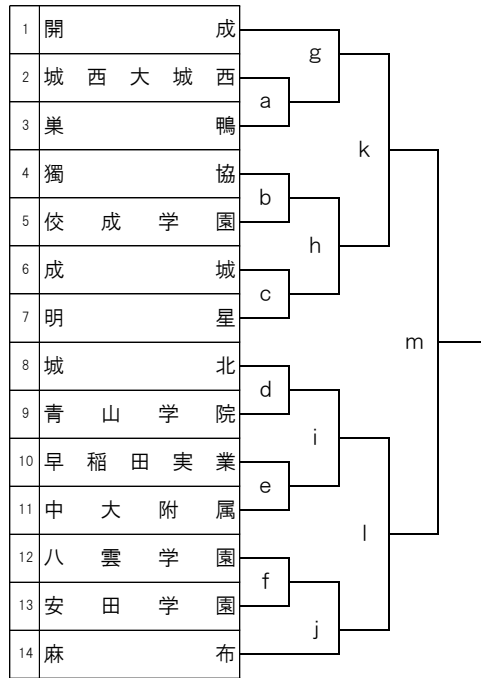 1 開成
2 城西大城西
3 巣鴨
4 獨協
5 佼成学園
6 成城
7 明星
8 城北
9 青山学院
10 早稲田実業
11 中大附属
12 八雲学園
13 安田学園
14 麻布
g
a
k
b
h
c
m
d
i
e
l
f
j